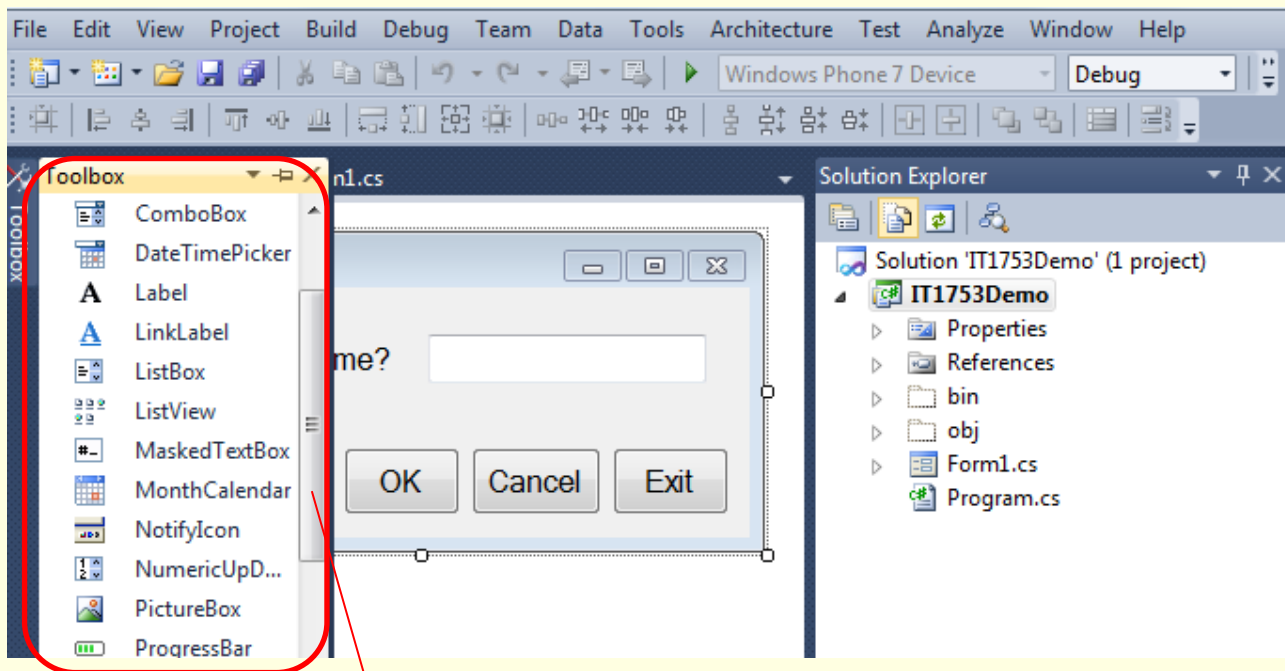 File Edit View Project Build Debug Team Data Tools Architecture Test Analyze Window Help
Windows Phone 7 Device Debug
Toolbox
Toolbox
ComboBox
DateTimePicker
Label
LinkLabel
ListBox
ListView
MaskedTextBox
MonthCalendar
NotifyIcon
NumericUpD...
PictureBox
ProgressBar
n1.cs
me?
OK Cancel Exit
Solution Explorer
Solution 'IT1753Demo' (1 project)
IT1753Demo
Properties
References
bin
obj
Form1.cs
Program.cs